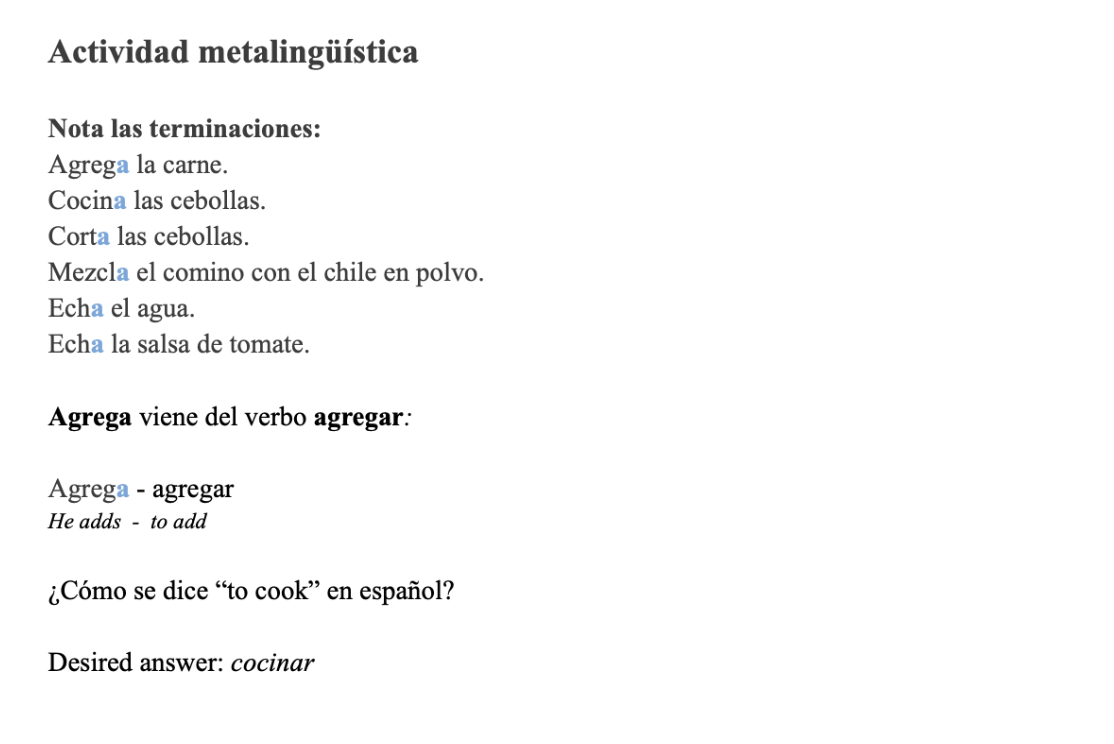 Actividad metalingüística
Nota las terminaciones:
Agrega la carne.
Cocina las cebollas.
Corta las cebollas.
Mezcla el comino con el chile en polvo.
Echa el agua.
Echa la salsa de tomate.
Agrega viene del verbo agregar:
Agrega - agregar
He adds - to add
¿Cómo se dice “to cook” en español?
Desired answer: cocinar